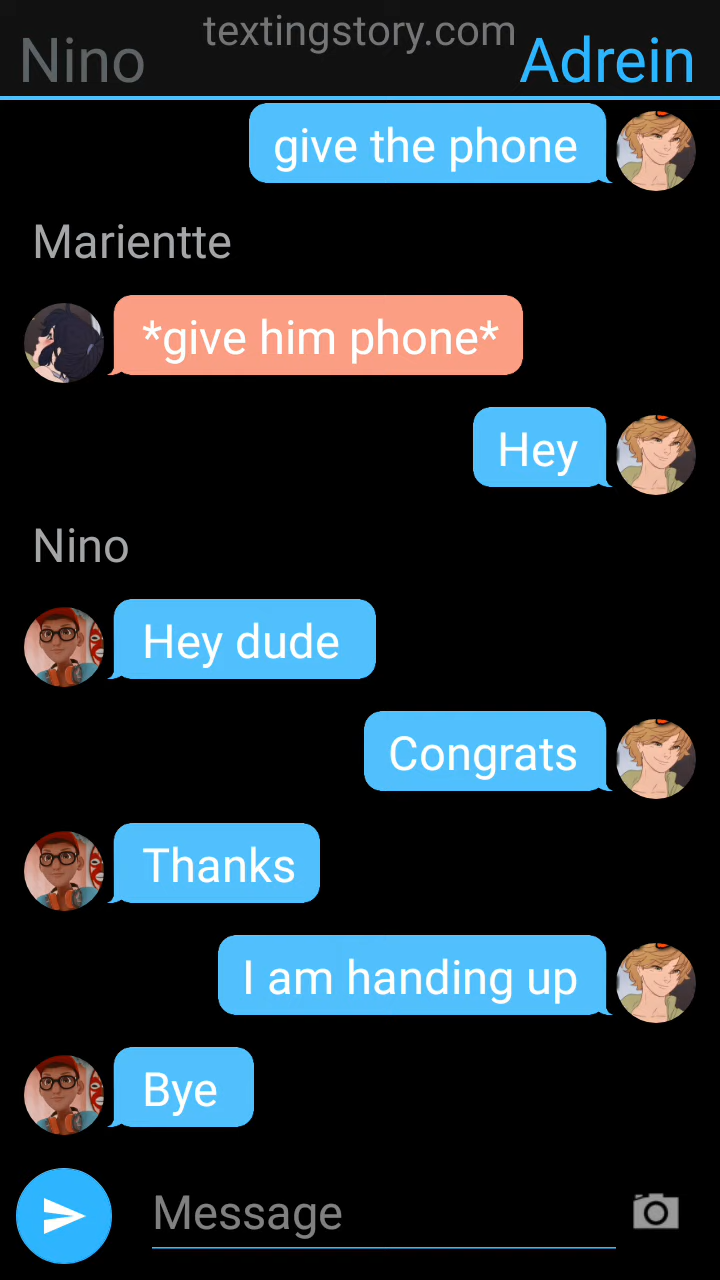 textingstory.com
Nino
Adrein
give the phone
Marientte
*give him phone*
Hey
Nino
Hey dude
Congrats
Thanks
I am handing up
Bye
Message